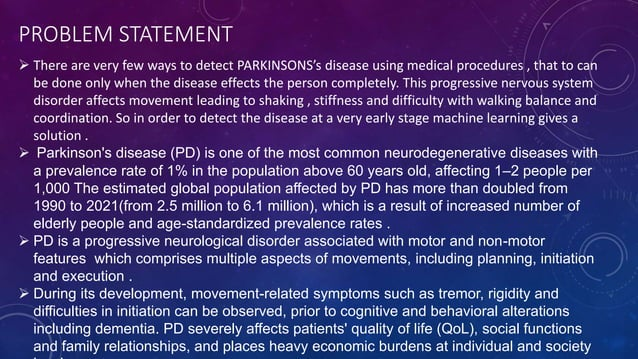 PROBLEM STATEMENT
➢ There are very few ways to detect PARKINSONS's disease using medical procedures , that to can
be done only when the disease effects the person completely. This progressive nervous system
disorder affects movement leading to shaking , stiffness and difficulty with walking balance and
coordination. So in order to detect the disease at a very early stage machine learning gives a
solution .
➢ Parkinson's disease (PD) is one of the most common neurodegenerative diseases with
a prevalence rate of 1% in the population above 60 years old, affecting 1–2 people per
1,000 The estimated global population affected by PD has more than doubled from
1990 to 2021(from 2.5 million to 6.1 million), which is a result of increased number of
elderly people and age-standardized prevalence rates .
➢ PD is a progressive neurological disorder associated with motor and non-motor
features which comprises multiple aspects of movements, including planning, initiation
and execution .
➢ During its development, movement-related symptoms such as tremor, rigidity and
difficulties in initiation can be observed, prior to cognitive and behavioral alterations
including dementia. PD severely affects patients' quality of life (QoL), social functions
and family relationships, and places heavy economic burdens at individual and society